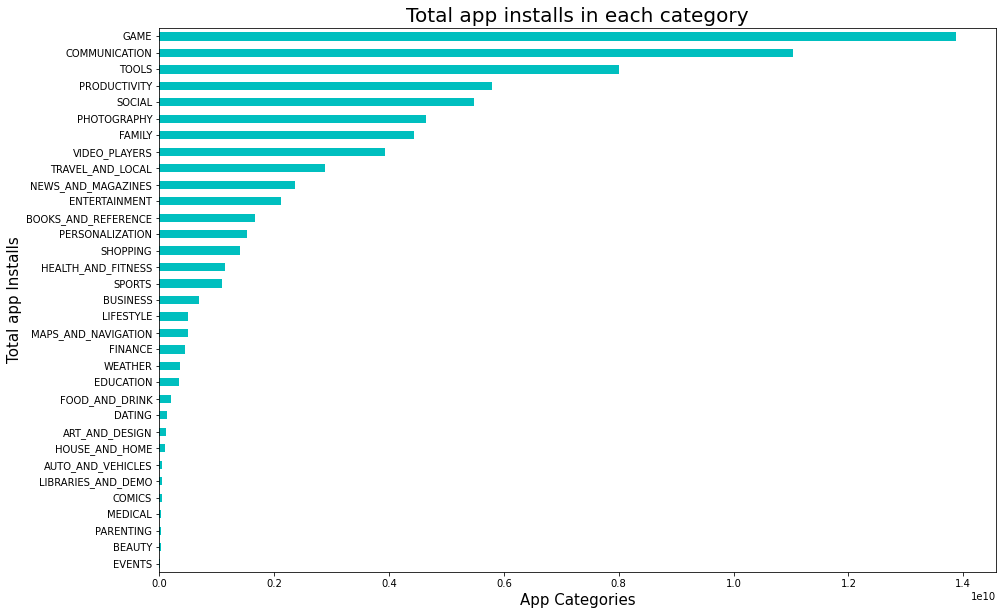 Total app installs in each category
Total app Installs
GAME
COMMUNICATION
TOOLS
PRODUCTIVITY
SOCIAL
PHOTOGRAPHY
FAMILY
VIDEO_PLAYERS
TRAVEL_AND_LOCAL
NEWS_AND_MAGAZINES
ENTERTAINMENT
BOOKS_AND_REFERENCE
PERSONALIZATION
SHOPPING
HEALTH_AND_FITNESS
SPORTS
BUSINESS
LIFESTYLE
MAPS_AND_NAVIGATION
FINANCE
WEATHER
EDUCATION
FOOD_AND_DRINK
DATING
ART_AND_DESIGN
HOUSE_AND_HOME
AUTO_AND_VEHICLES
LIBRARIES_AND_DEMO
COMICS
MEDICAL
PARENTING
BEAUTY
EVENTS
0.0 0.2 0.4 0.6 0.8 1.0 1.2 1.4
1e10
App Categories